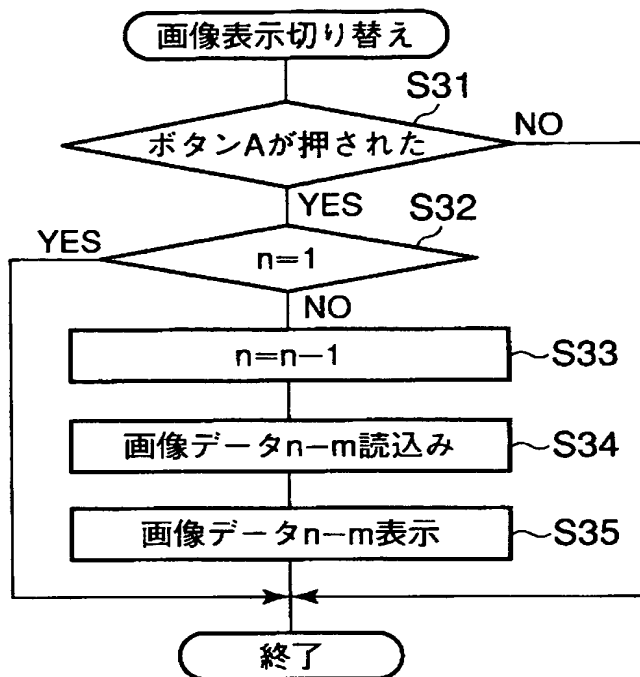 画像表示切り替え
S31
ボタンAが押された
NO
YES
S32
YES
n=1
NO
n=n−1
S33
画像データn−m読込み
S34
画像データn−m表示
S35
終了